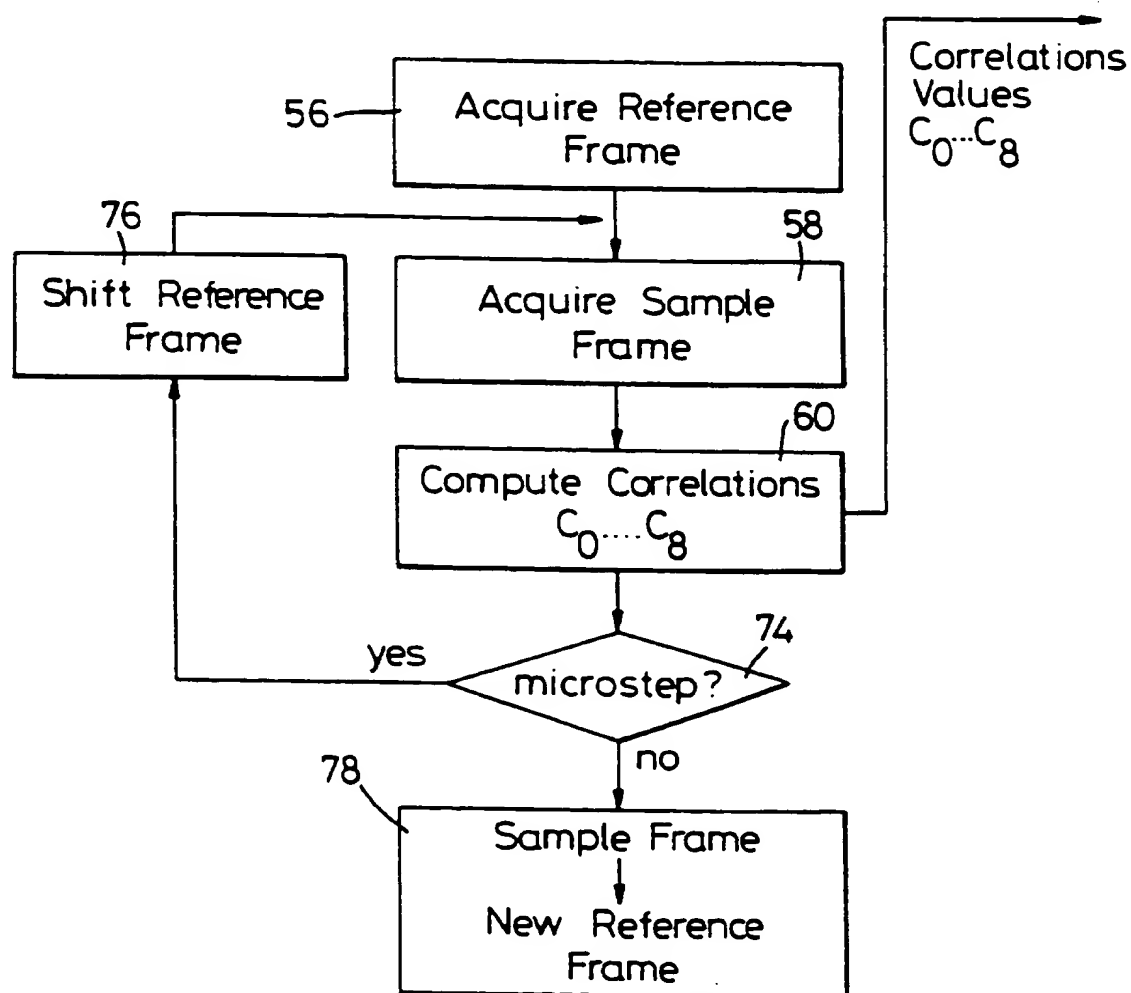 Correlations
Values
C0...C8
56
Acquire Reference
Frame
76
Shift Reference
Frame
58
Acquire Sample
Frame
60
Compute Correlations
C0.....C8
74
yes
microstep?
no
78
Sample Frame
New Reference
Frame